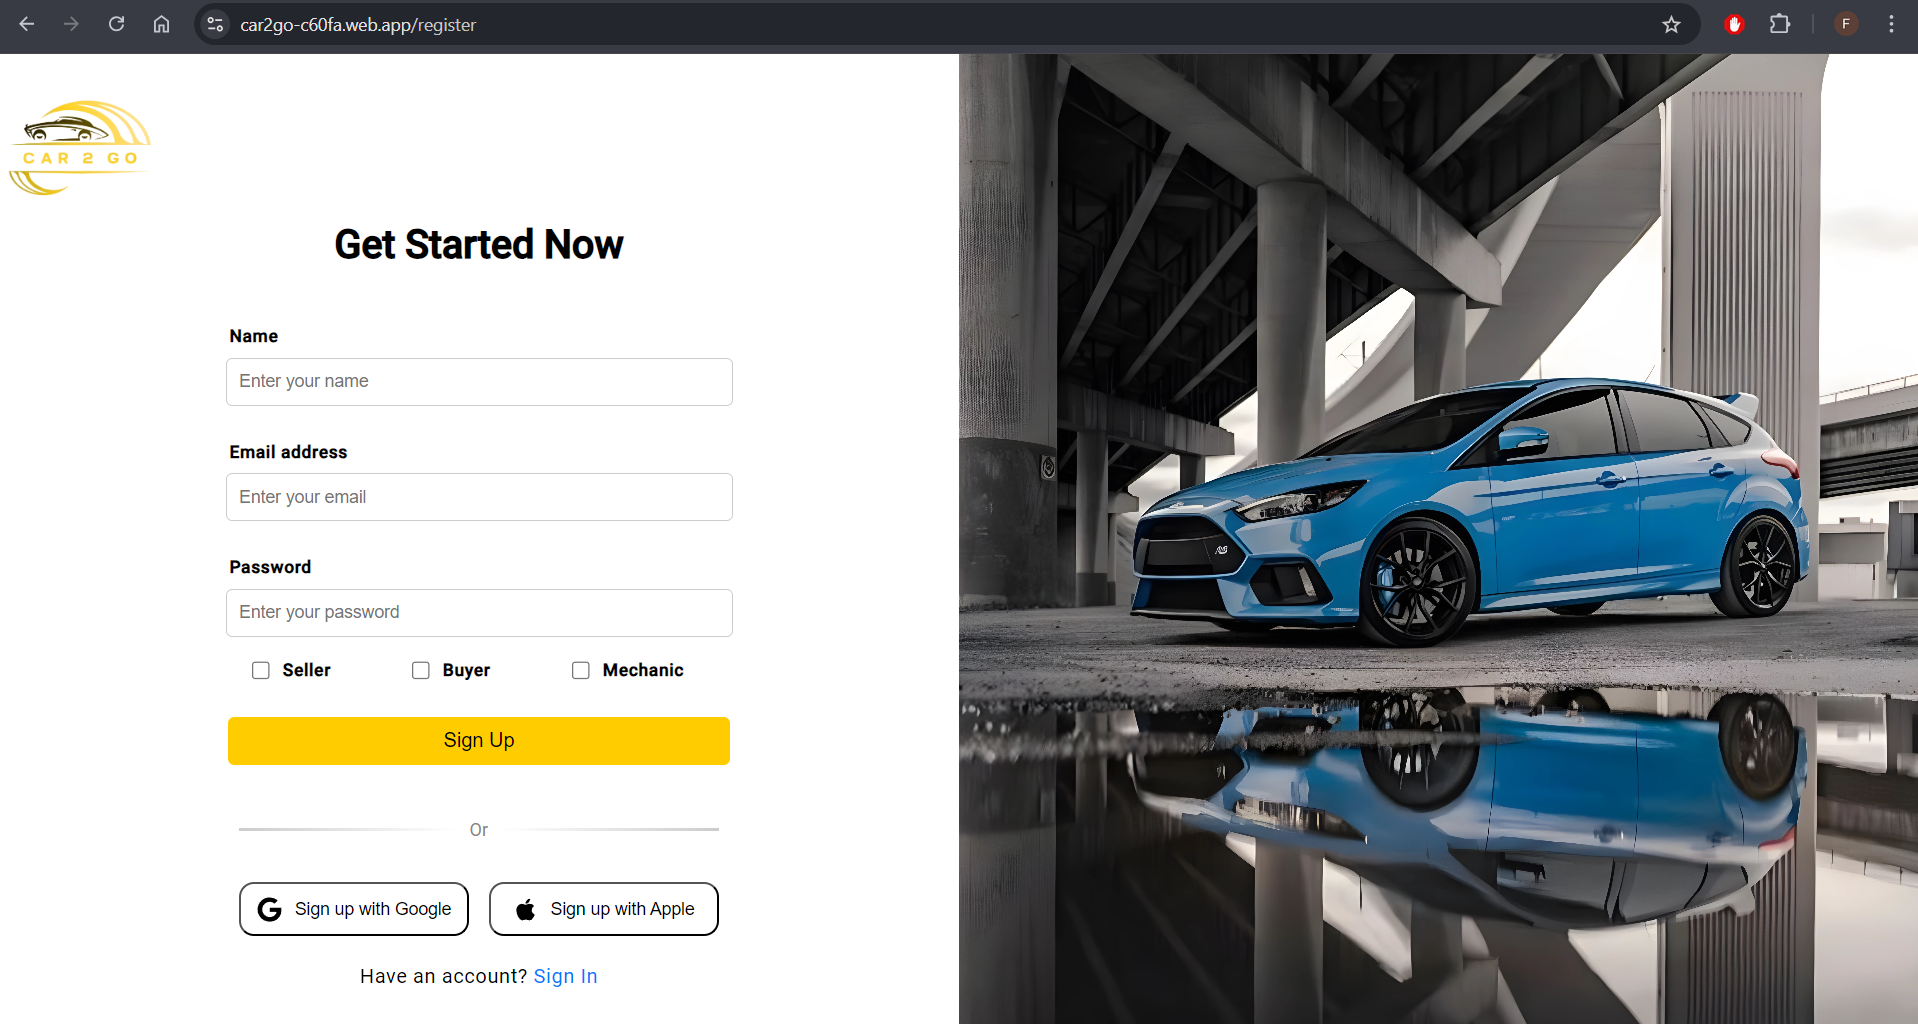 car2go-c60fa.web.app/register
F
CAR 2 GO
Get Started Now
Name
Enter your name
Email address
Enter your email
Password
Enter your password
Seller Buyer Mechanic
Sign Up
Or
Sign up with Google Sign up with Apple
Have an account? Sign In